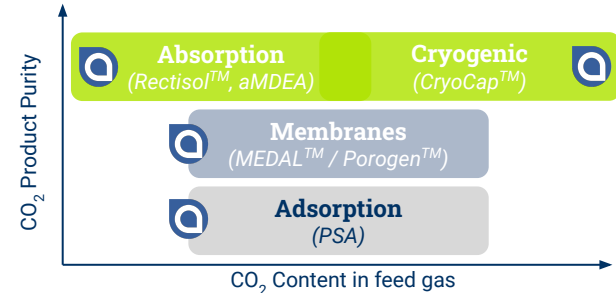 Absorption
(Rectisol™, aMDEA)
Cryogenic
(CryoCap™)
Membranes
(MEDAL™ / Porogen™)
Adsorption
(PSA)
CO₂ Product Purity
CO₂ Content in feed gas